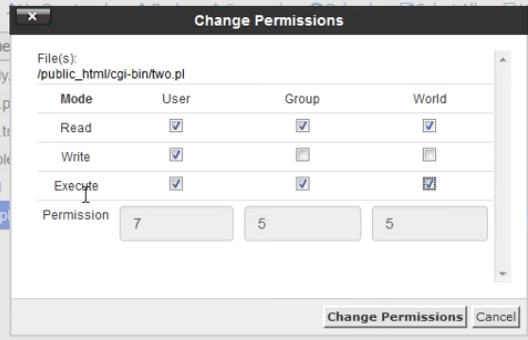 Change Permissions
File(s):
/public_html/cgi-bin/two.pl
Mode User Group World
Read
Write
Execute
Permission 7 5 5
Change Permissions Cancel